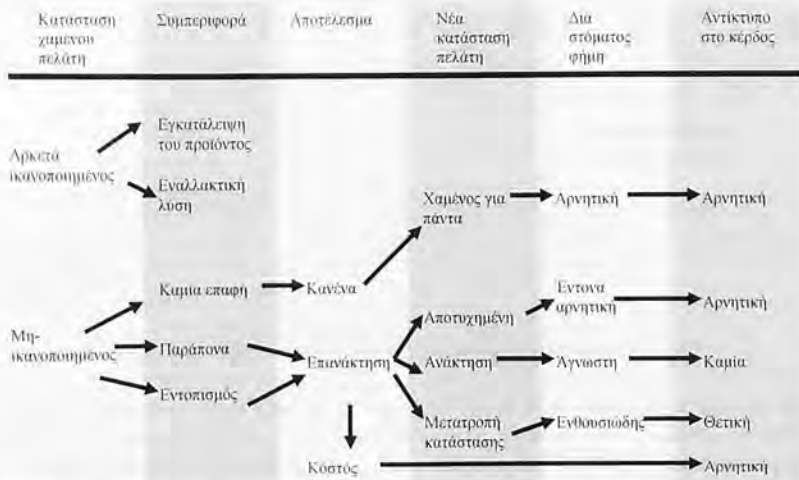 Κατάσταση
χαμένου
πελάτη
Συμπεριφορά
Αποτέλεσμα
Νέα
κατάσταση
πελάτη
Δια
στόματος
φήμη
Αντίκτυπο
στο κέρδος
Αρκετά
ικανοποιημένος
Εγκατάλειψη
του προϊόντος
Εναλλακτική
λύση
Χαμένος για
πάντα
Αρνητική
Αρνητική
Καμία επαφή
Κανένα
Μη-
ικανοποιημένος
Παράπονα
Εντοπισμός
Επανάκτηση
Αποτυχημένη
Έντονα
αρνητική
Αρνητική
Ανάκτηση
Άγνωστη
Καμία
Μετατροπή
κατάστασης
Ενθουσιώδης
Θετική
Κόστος
Αρνητική